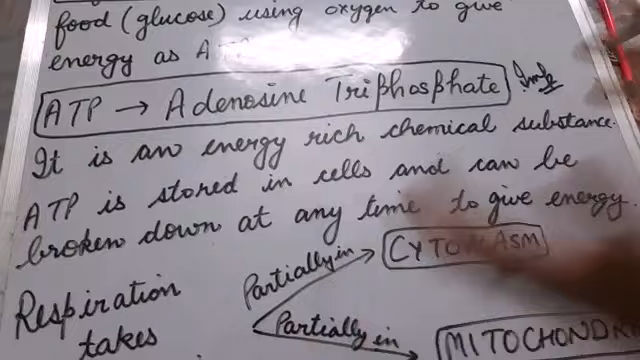 food (glucose) using oxygen to give
energy as
ATP → Adenosine Triphosphate Imp
It is an energy rich chemical substance.
ATP is stored in cells and can be
broken down at any time to give energy.
Partially in CYTOPLASM
Respiration
takes
Partially in